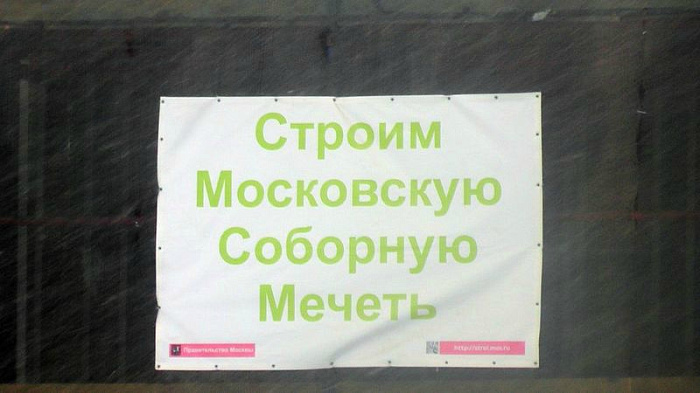 Строим
Московскую
Соборную
Мечеть
Правительство Москвы